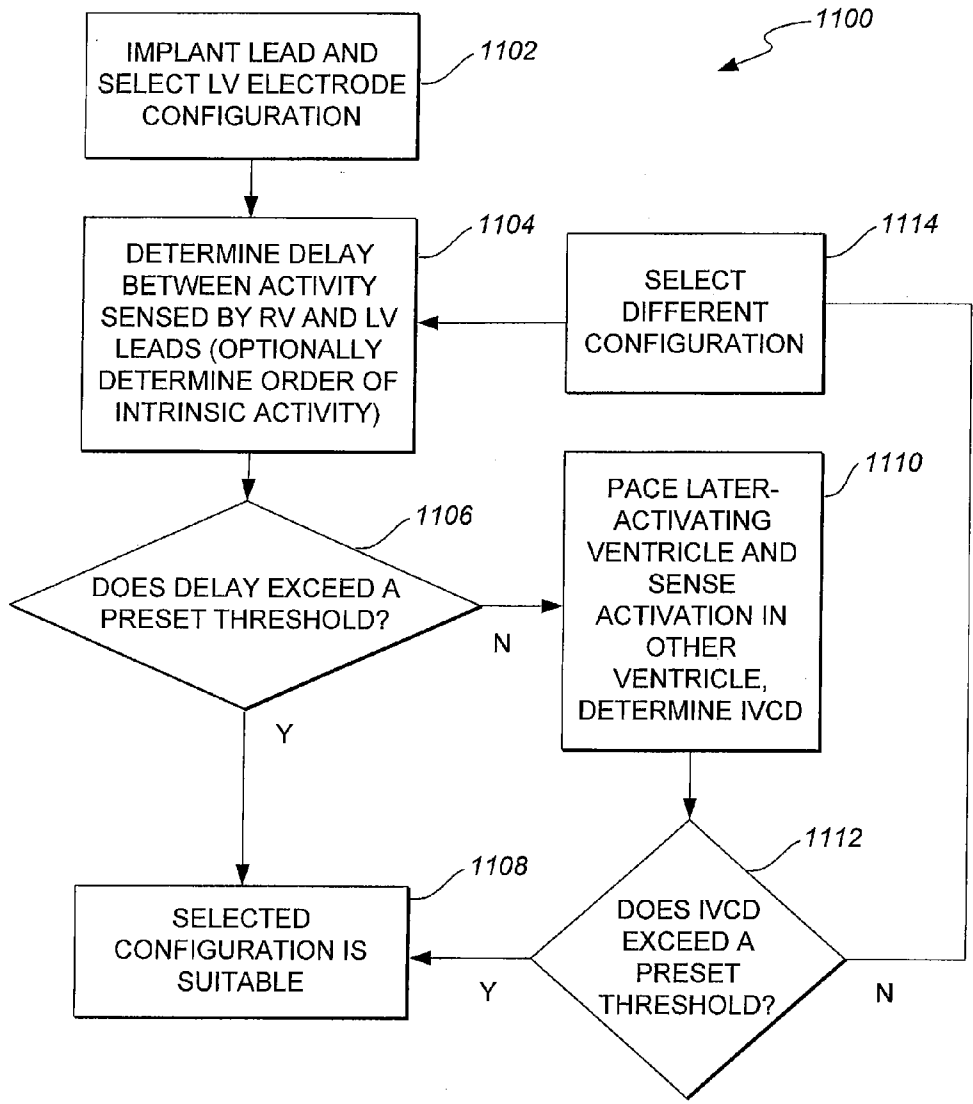 1100
IMPLANT LEAD AND
SELECT LV ELECTRODE
CONFIGURATION
1102
DETERMINE DELAY
BETWEEN ACTIVITY
SENSED BY RV AND LV
LEADS (OPTIONALLY
DETERMINE ORDER OF
INTRINSIC ACTIVITY)
1104
SELECT
DIFFERENT
CONFIGURATION
1114
DOES DELAY EXCEED A
PRESET THRESHOLD?
1106
N
Y
PACE LATER-
ACTIVATING
VENTRICLE AND
SENSE
ACTIVATION IN
OTHER
VENTRICLE,
DETERMINE IVCD
1110
SELECTED
CONFIGURATION IS
SUITABLE
1108
DOES IVCD
EXCEED A
PRESET
THRESHOLD?
1112
Y
N